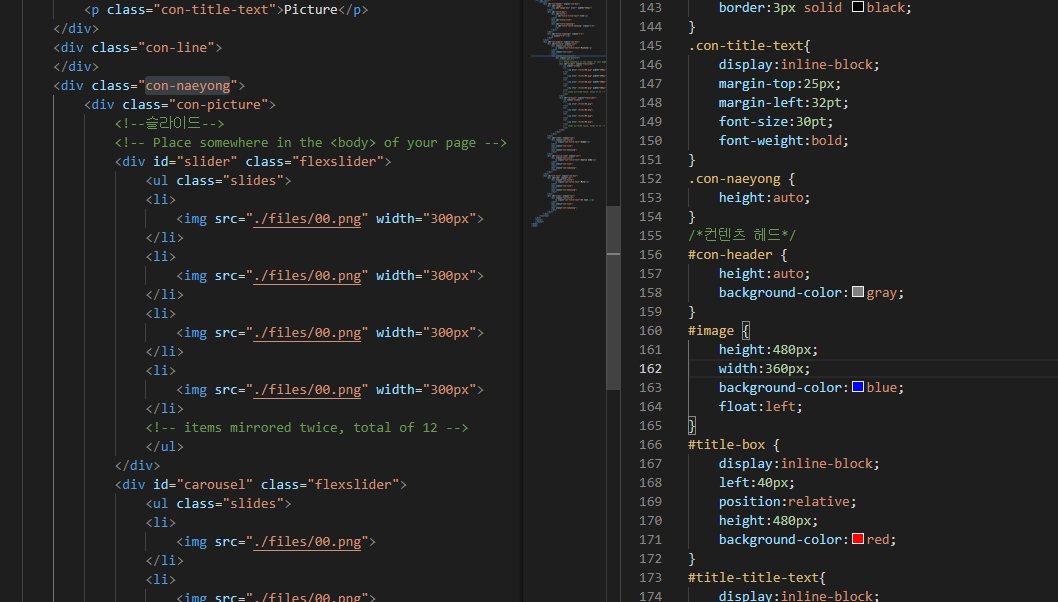 <p class="con-title-text">Picture</p>
</div>
<div class="con-line">
</div>
<div class="con-naeyong">
<div class="con-picture">
<!--슬라이드-->
<!-- Place somewhere in the <body> of your page -->
<div id="slider" class="flexslider">
<ul class="slides">
<li>
<img src="./files/00.png" width="300px">
</li>
<li>
<img src="./files/00.png" width="300px">
</li>
<li>
<img src="./files/00.png" width="300px">
</li>
<li>
<img src="./files/00.png" width="300px">
</li>
<!-- items mirrored twice, total of 12 -->
</ul>
</div>
<div id="carousel" class="flexslider">
<ul class="slides">
<li>
<img src="./files/00.png">
</li>
<li>
<img src="./files/00.png">
143 border:3px solid black;
144 }
145 .con-title-text{
146 display:inline-block;
147 margin-top:25px;
148 margin-left:32pt;
149 font-size:30pt;
150 font-weight:bold;
151 }
152 .con-naeyong {
153 height:auto;
154 }
155 /*컨텐츠 헤드*/
156 #con-header {
157 height:auto;
158 background-color:gray;
159 }
160 #image {
161 height:480px;
162 width:360px;
163 background-color:blue;
164 float:left;
165 }
166 #title-box {
167 display:inline-block;
168 left:40px;
169 position:relative;
170 height:480px;
171 background-color:red;
172 }
173 #title-title-text{
174 display:inline-block;